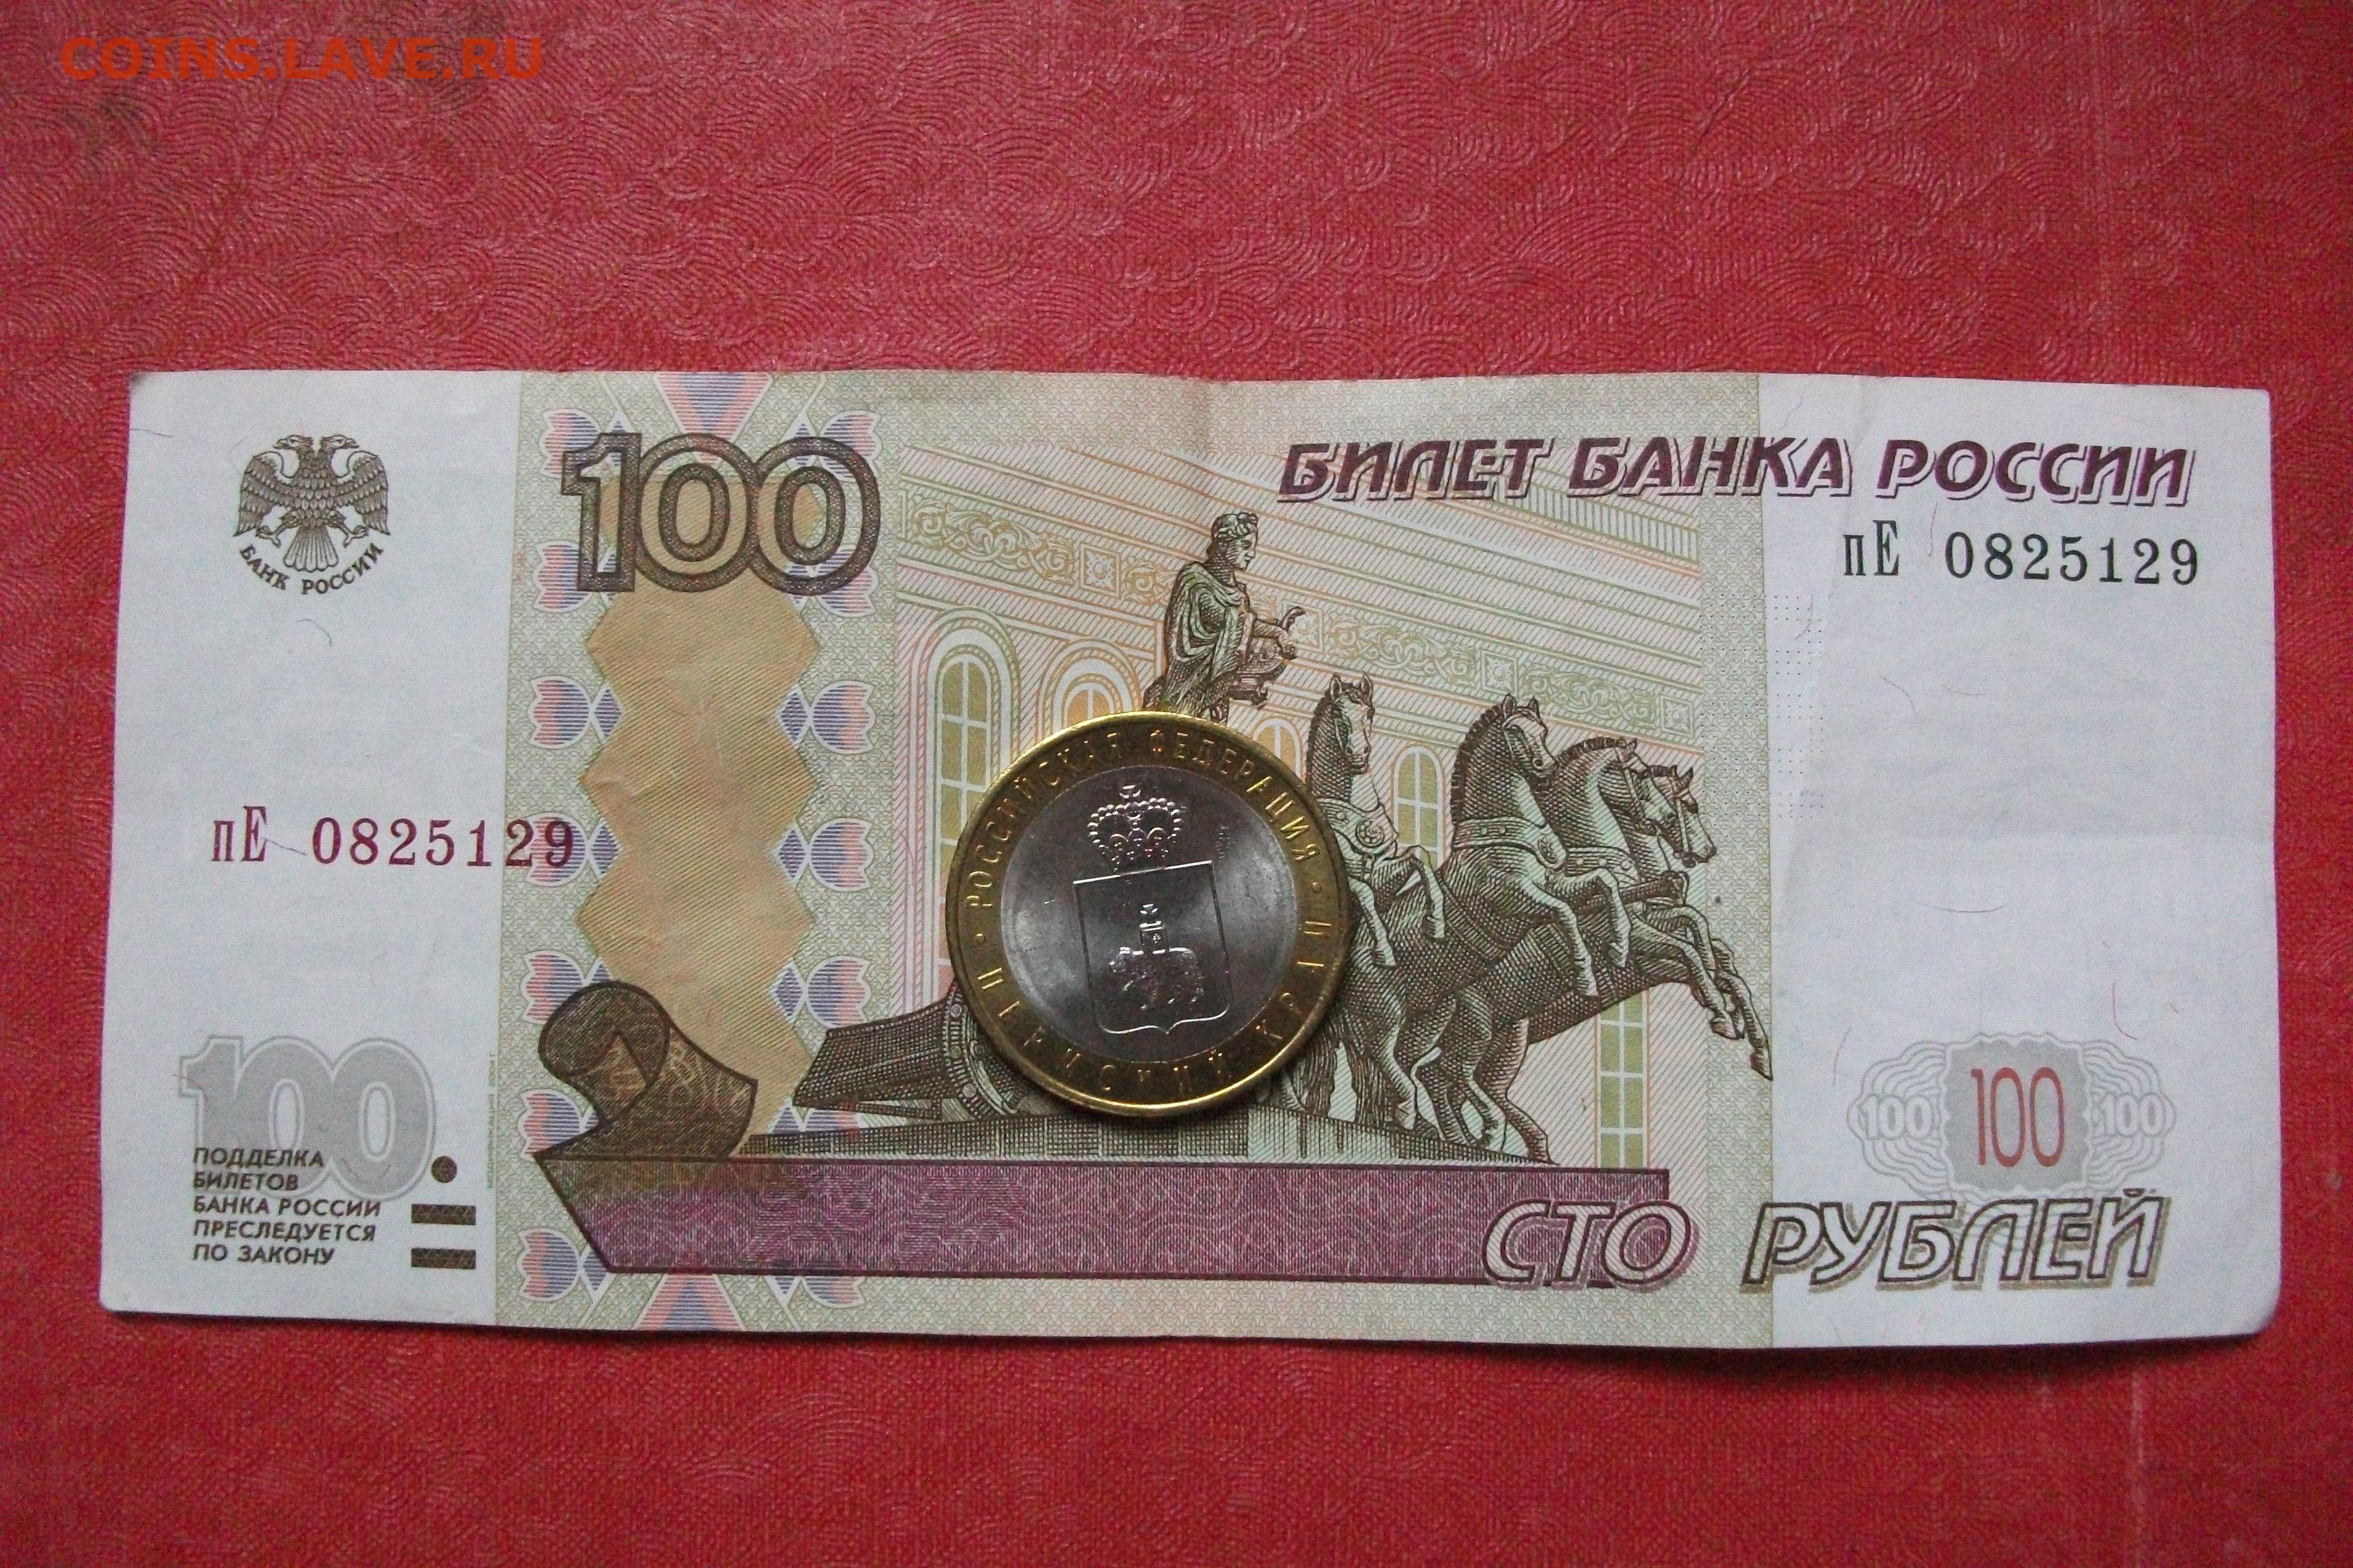 COINS.LAVE.RU
БАНК РОССИИ
100
БИЛЕТ БАНКА РОССИИ
пЕ 0825129
пЕ 0825129
РОССИЙСКАЯ ФЕДЕРАЦИЯ • ПЕРМСКИЙ КРАЙ •
100
ПОДДЕЛКА
БИЛЕТОВ
БАНКА РОССИИ
ПРЕСЛЕДУЕТСЯ
ПО ЗАКОНУ
100 100 100
СТО РУБЛЕЙ